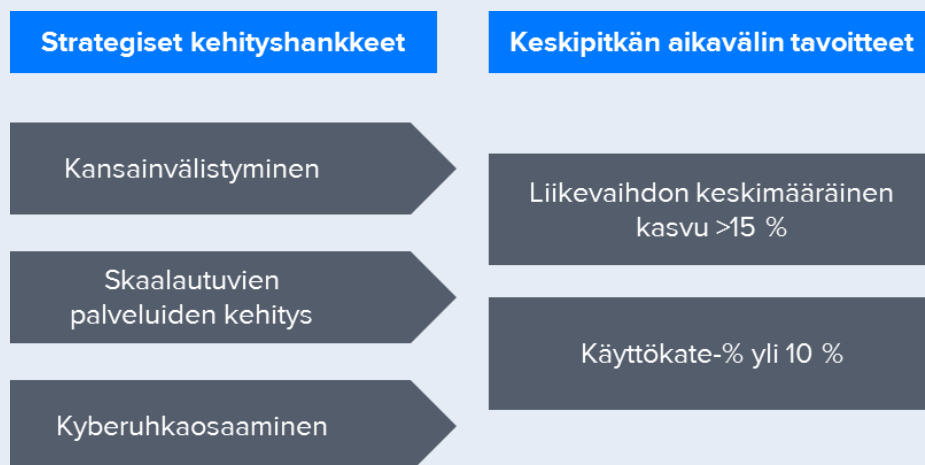 Strategiset kehityshankkeet
Kansainvälistyminen
Skaalautuvien
palveluiden kehitys
Kyberuhkaosaaminen
Keskipitkän aikavälin tavoitteet
Liikevaihdon keskimääräinen
kasvu >15 %
Käyttökate-% yli 10 %